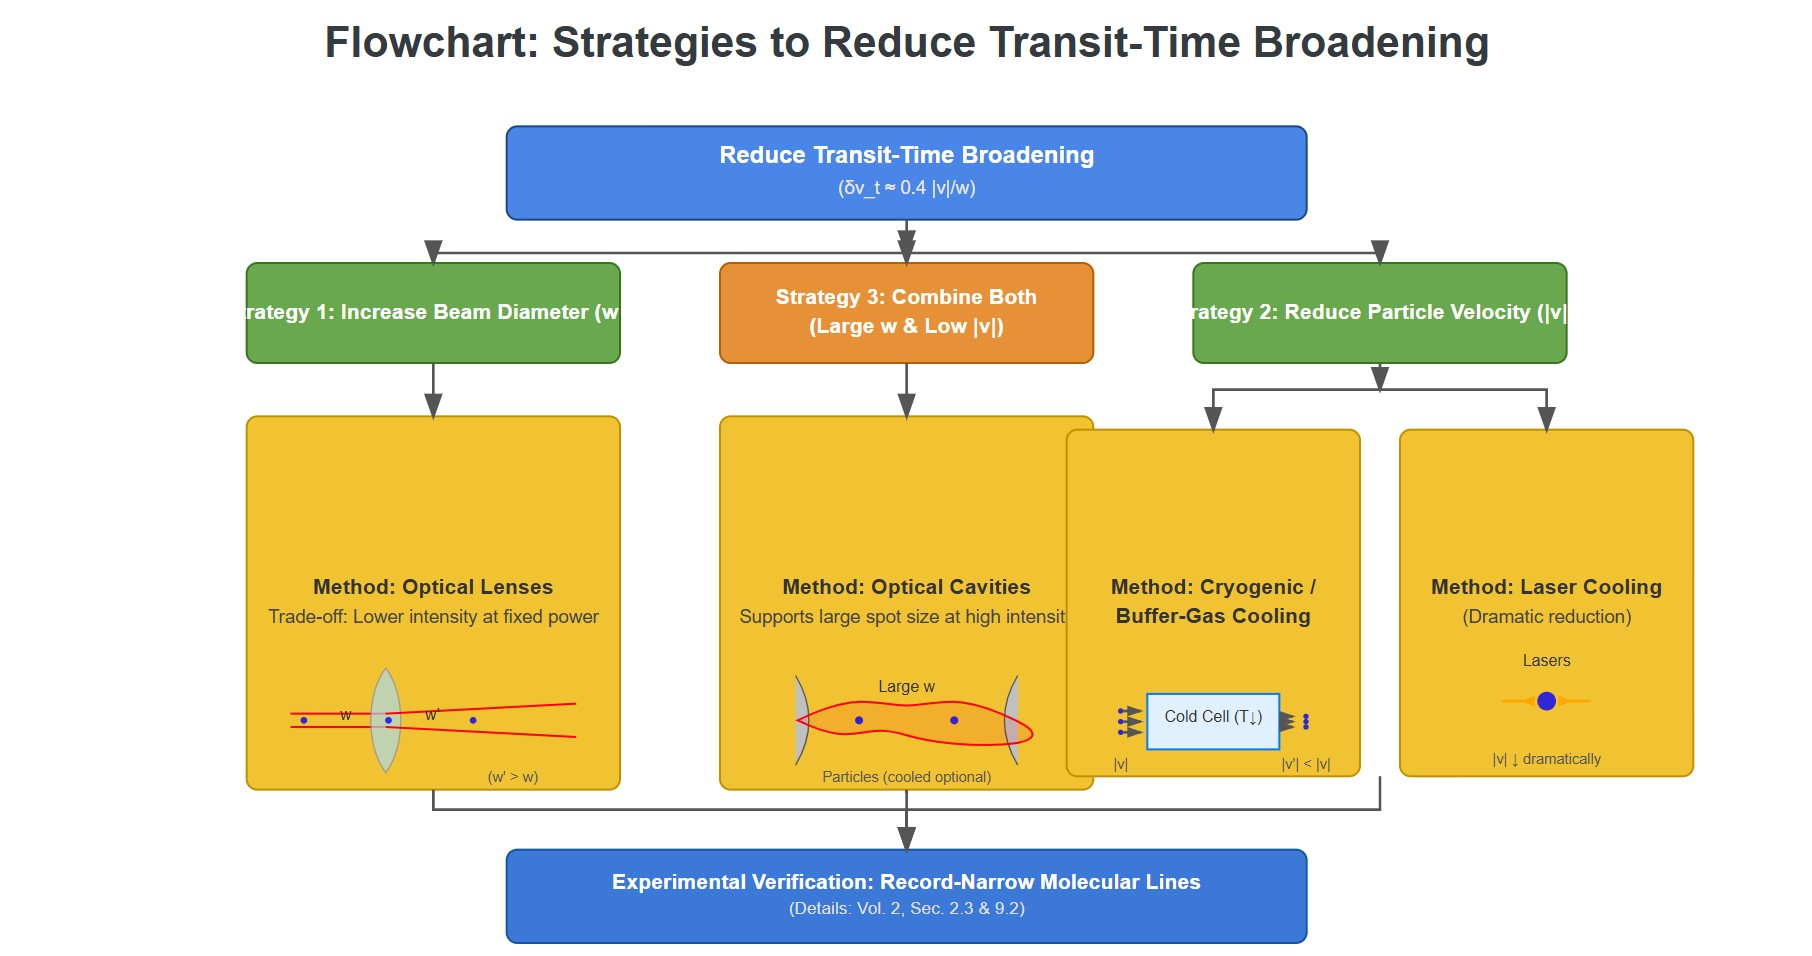 Flowchart: Strategies to Reduce Transit-Time Broadening
Reduce Transit-Time Broadening
(δv_t ≈ 0.4 |v|/w)
rategy 1: Increase Beam Diameter (w
Strategy 3: Combine Both
(Large w & Low |v|)
rategy 2: Reduce Particle Velocity (|v|
Method: Optical Lenses
Trade-off: Lower intensity at fixed power
w
w'
(w' > w)
Method: Optical Cavities
Supports large spot size at high intensit
Large w
Particles (cooled optional)
Method: Cryogenic /
Buffer-Gas Cooling
Cold Cell (T↓)
|v|
|v'| < |v|
Method: Laser Cooling
(Dramatic reduction)
Lasers
|v| ↓ dramatically
Experimental Verification: Record-Narrow Molecular Lines
(Details: Vol. 2, Sec. 2.3 & 9.2)